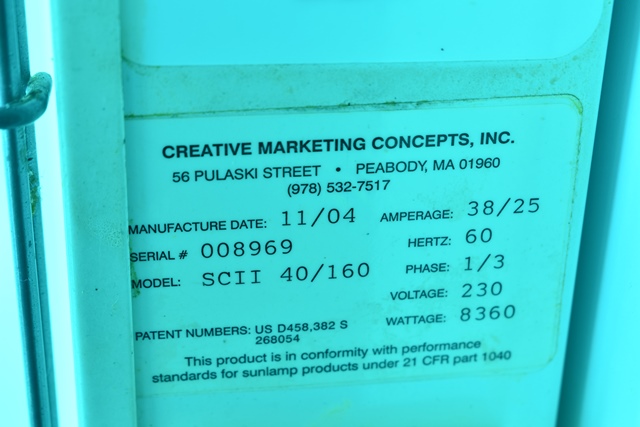 CREATIVE MARKETING CONCEPTS, INC.
56 PULASKI STREET • PEABODY, MA 01960
(978) 532-7517
MANUFACTURE DATE: 11/04 AMPERAGE: 38/25
SERIAL # 008969 HERTZ: 60
MODEL: SCII 40/160 PHASE: 1/3
VOLTAGE: 230
PATENT NUMBERS: US D458,382 S WATTAGE: 8360
268054
This product is in conformity with performance
standards for sunlamp products under 21 CFR part 1040